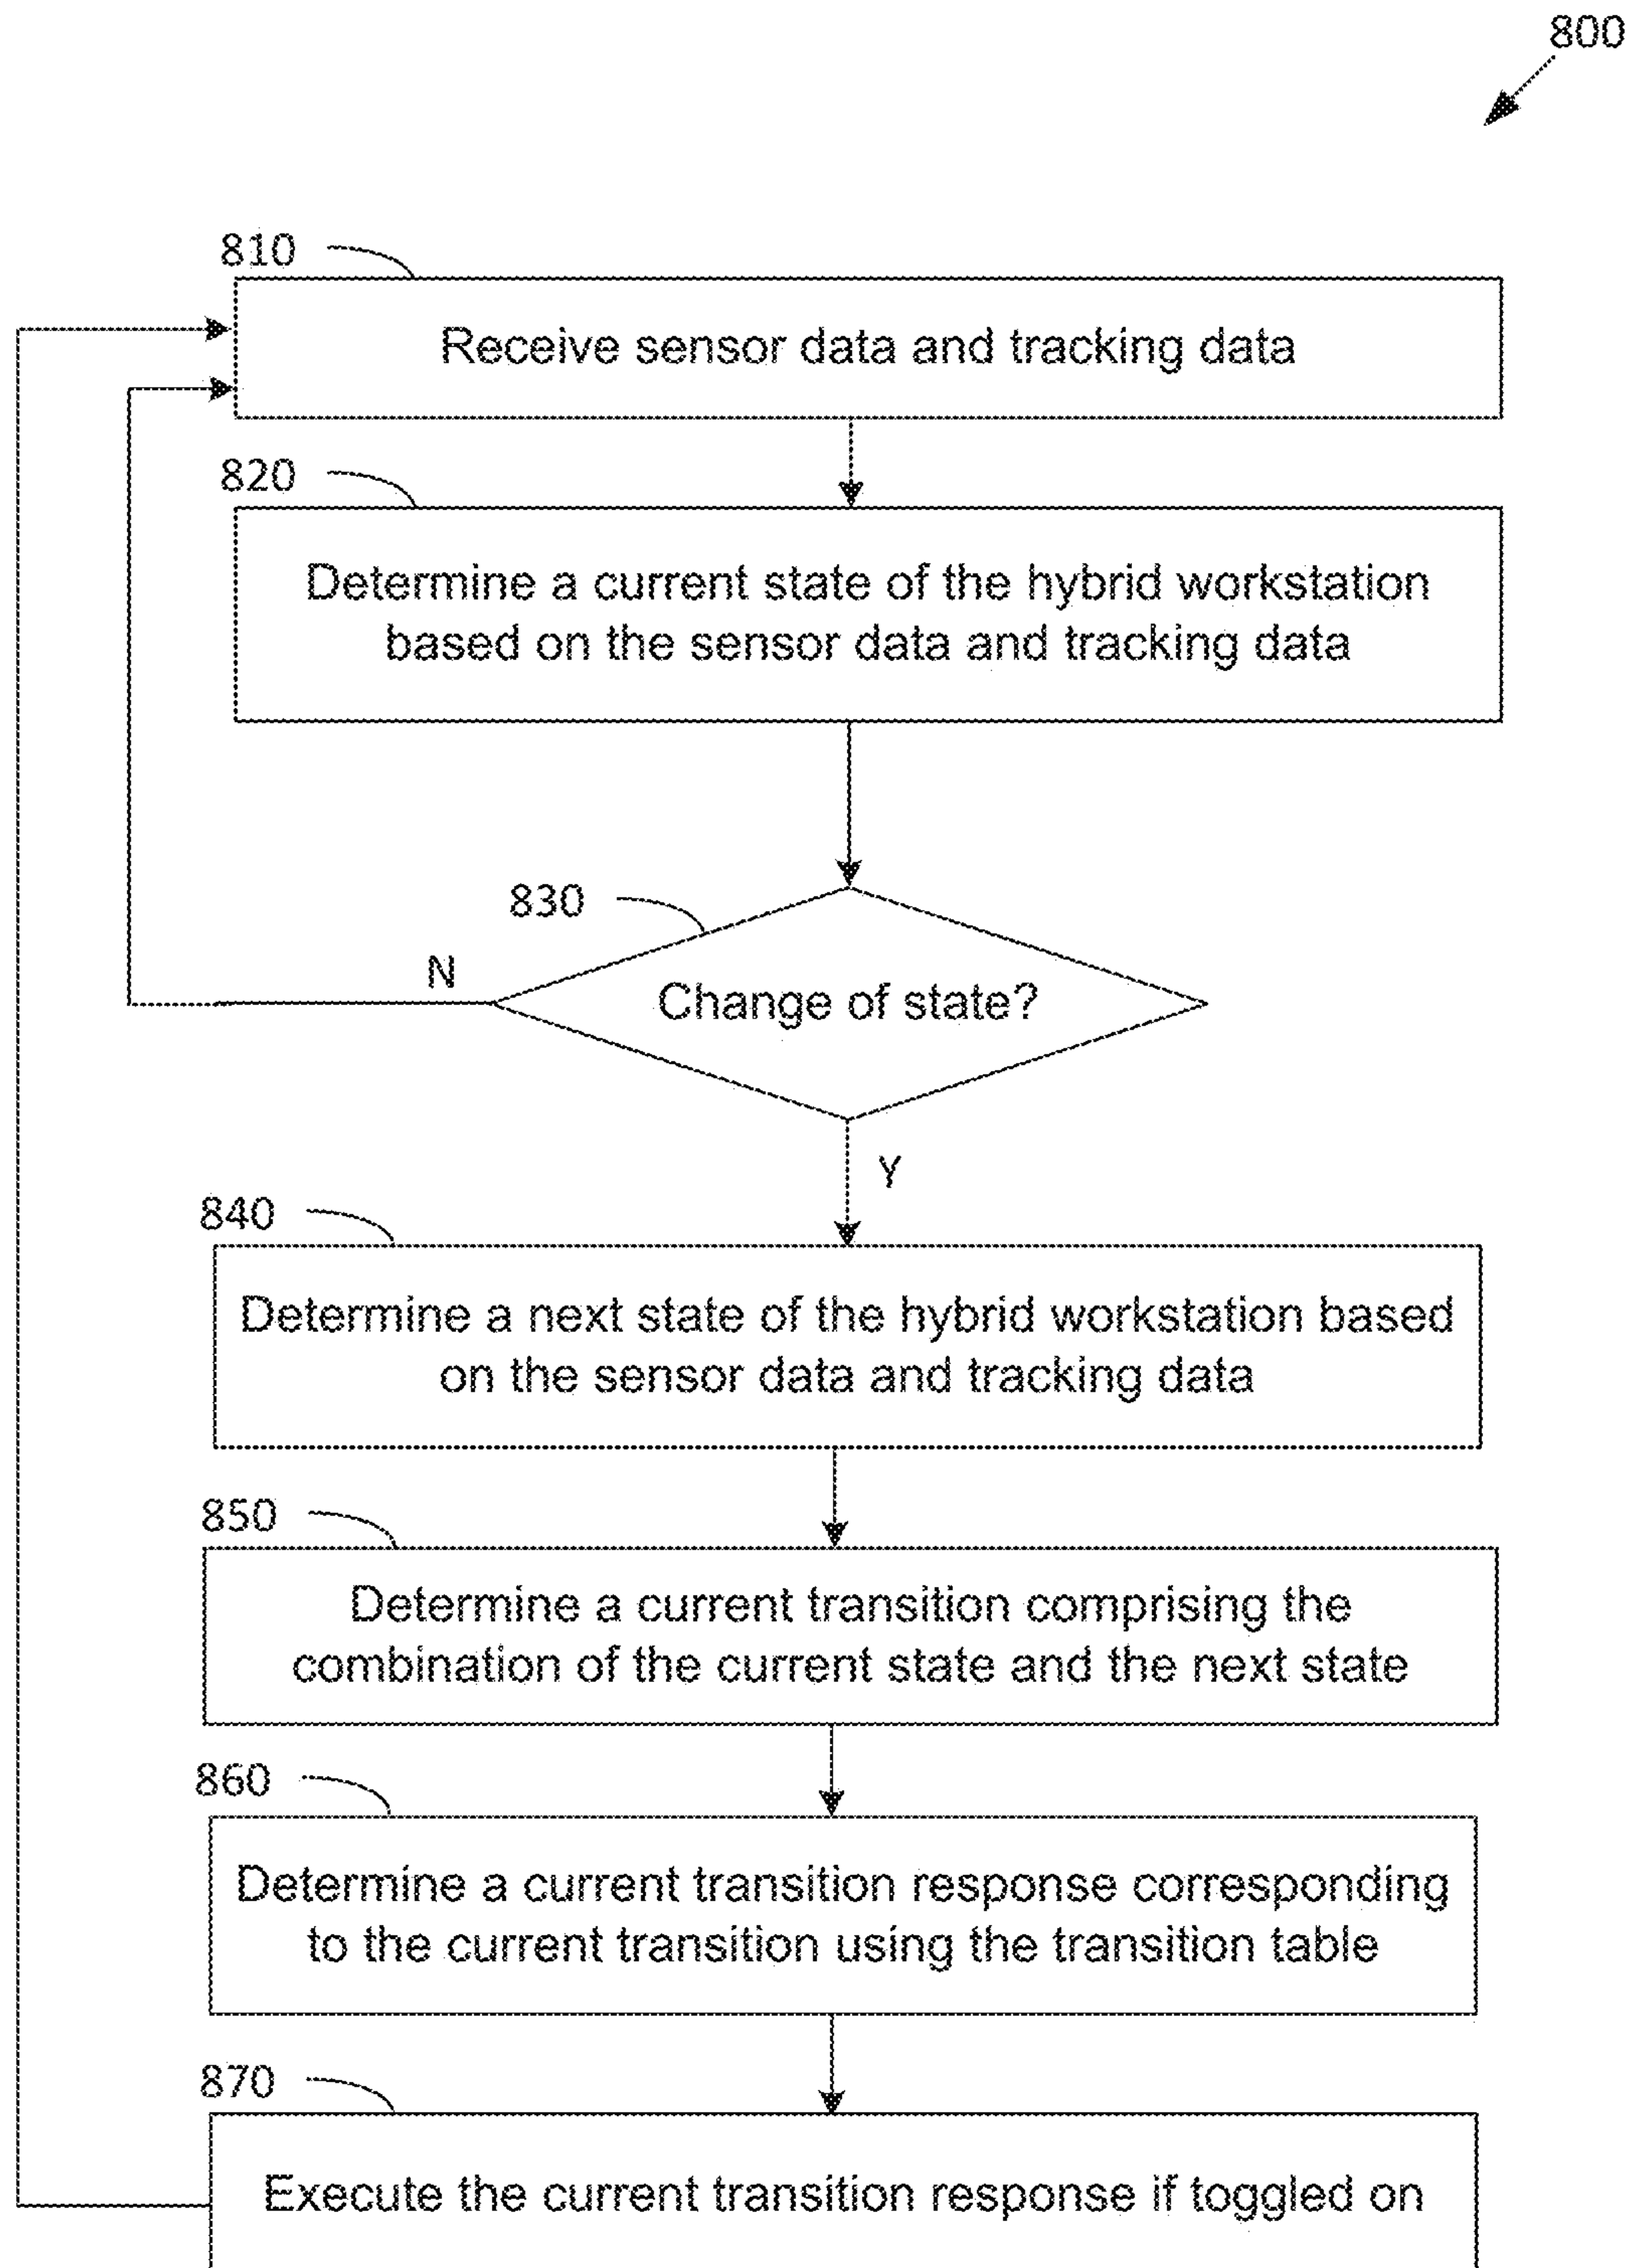 800
810
Receive sensor data and tracking data
820
Determine a current state of the hybrid workstation
based on the sensor data and tracking data
830
N
Change of state?
Y
840
Determine a next state of the hybrid workstation based
on the sensor data and tracking data
850
Determine a current transition comprising the
combination of the current state and the next state
860
Determine a current transition response corresponding
to the current transition using the transition table
870
Execute the current transition response if toggled on